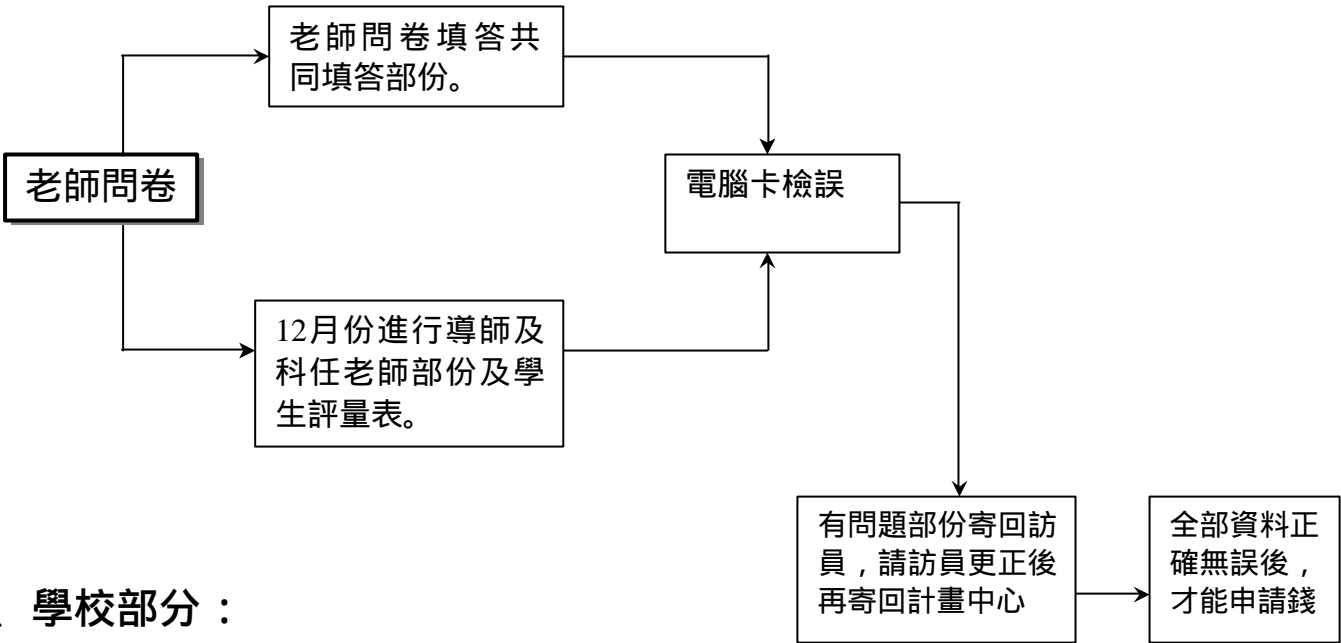 老師問卷填答共
同填答部份。
老師問卷
電腦卡檢誤
12月份進行導師及
科任老師部份及學
生評量表。
有問題部份寄回訪
員，請訪員更正後
再寄回計畫中心
全部資料正
確無誤後，
才能申請錢
、學校部分：